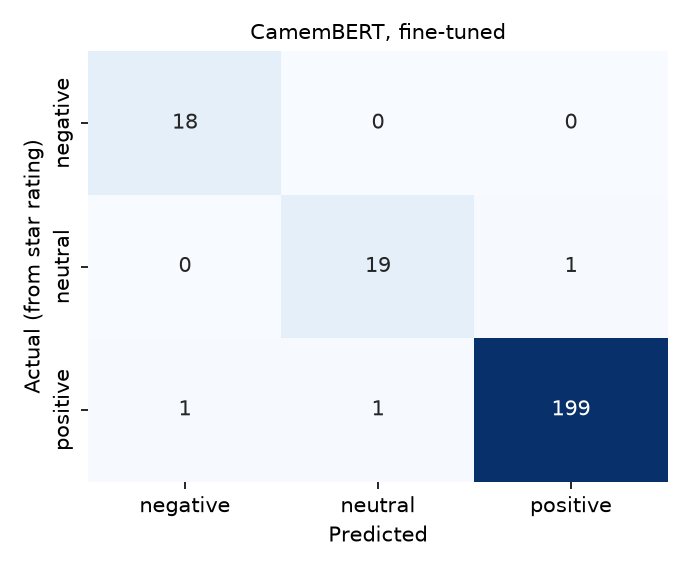 CamemBERT, fine-tuned
Actual (from star rating)
negative
18 0 0
neutral
0 19 1
positive
1 1 199
negative neutral positive
Predicted